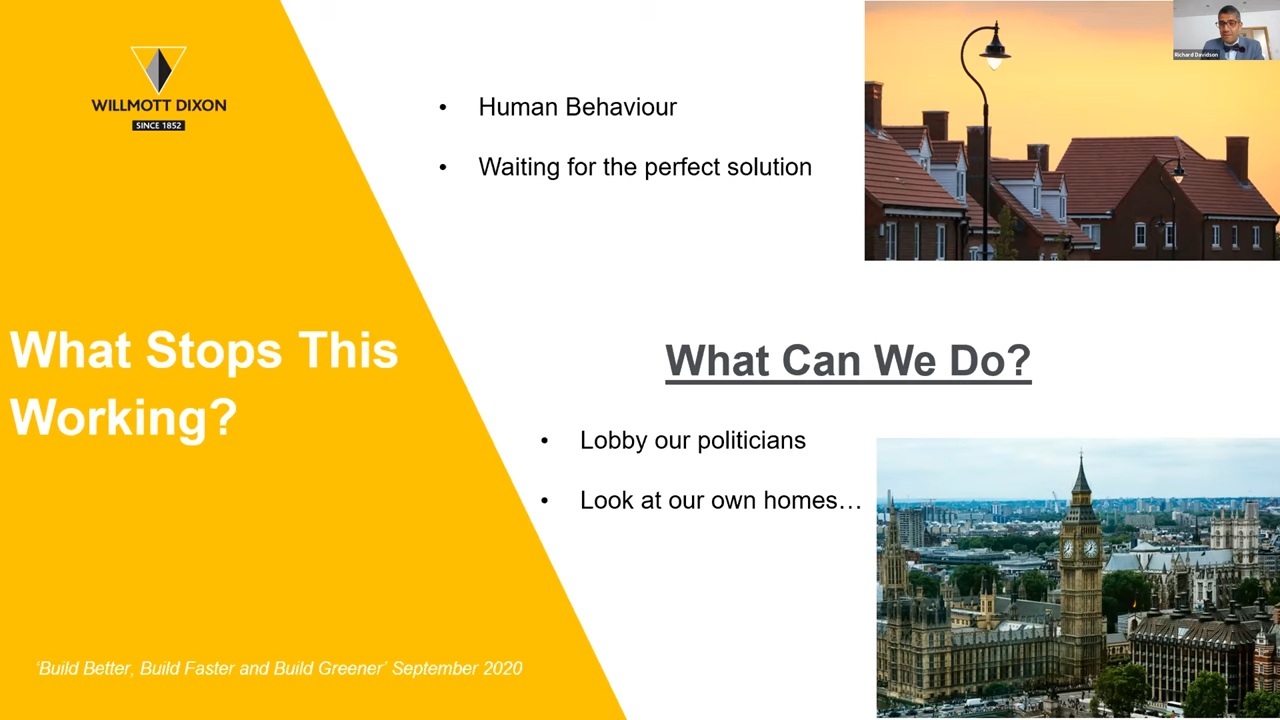 WILLMOTT DIXON
SINCE 1852
What Stops This
Working?
'Build Better, Build Faster and Build Greener' September 2020
• Human Behaviour
• Waiting for the perfect solution
What Can We Do?
• Lobby our politicians
• Look at our own homes…
Richard Davidson